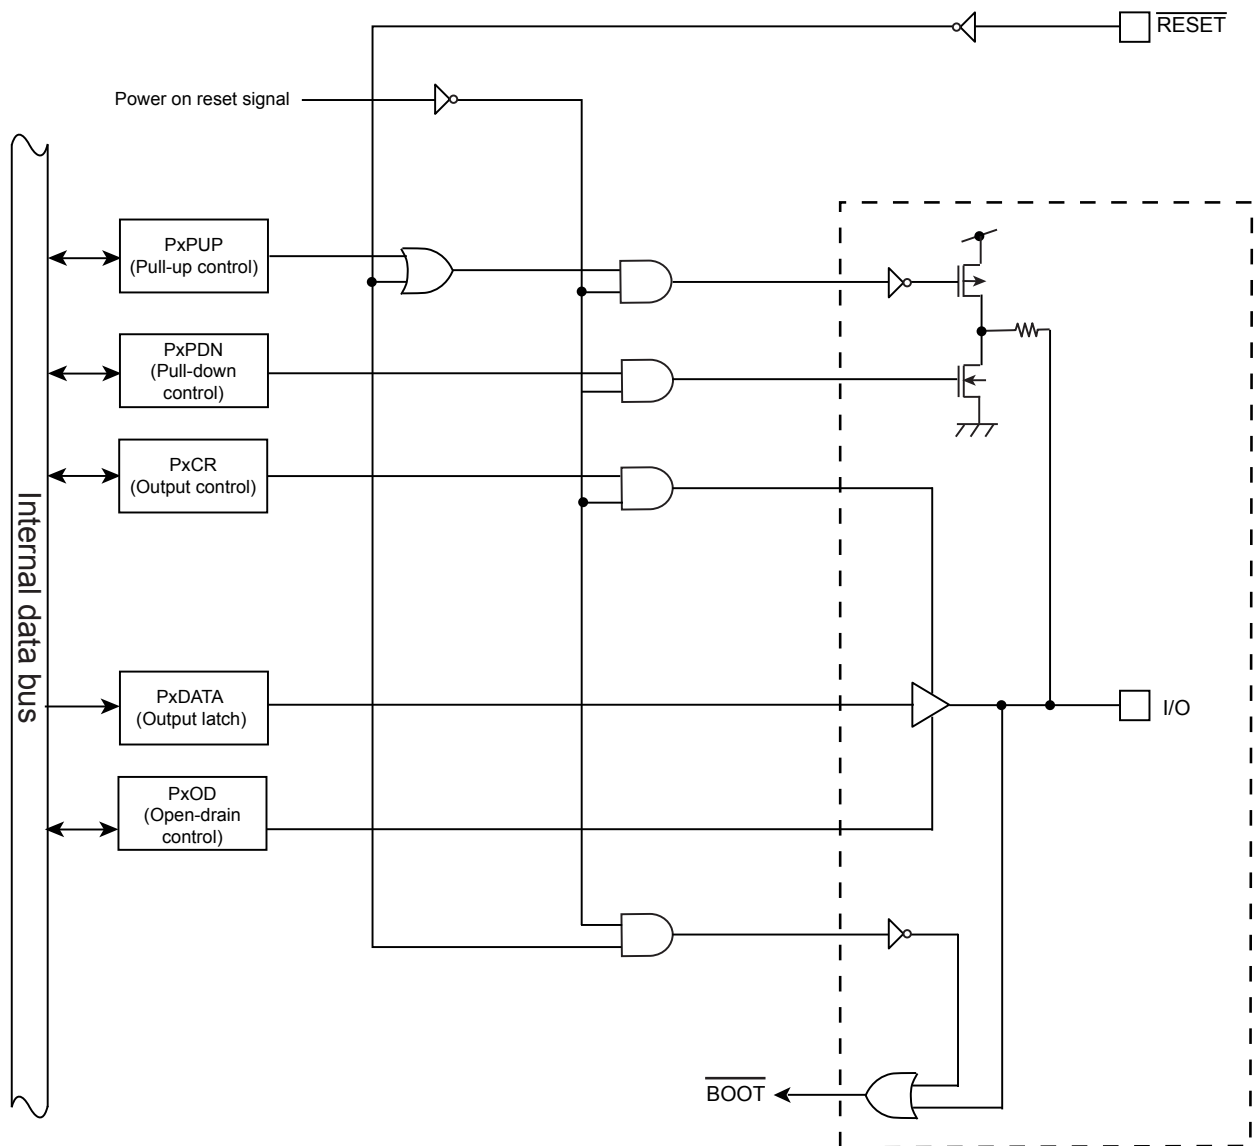 RESET
Power on reset signal
PxPUP
(Pull-up control)
PxPDN
(Pull-down
control)
PxCR
(Output control)
Internal data bus
PxDATA
(Output latch)
I/O
PxOD
(Open-drain
control)
BOOT